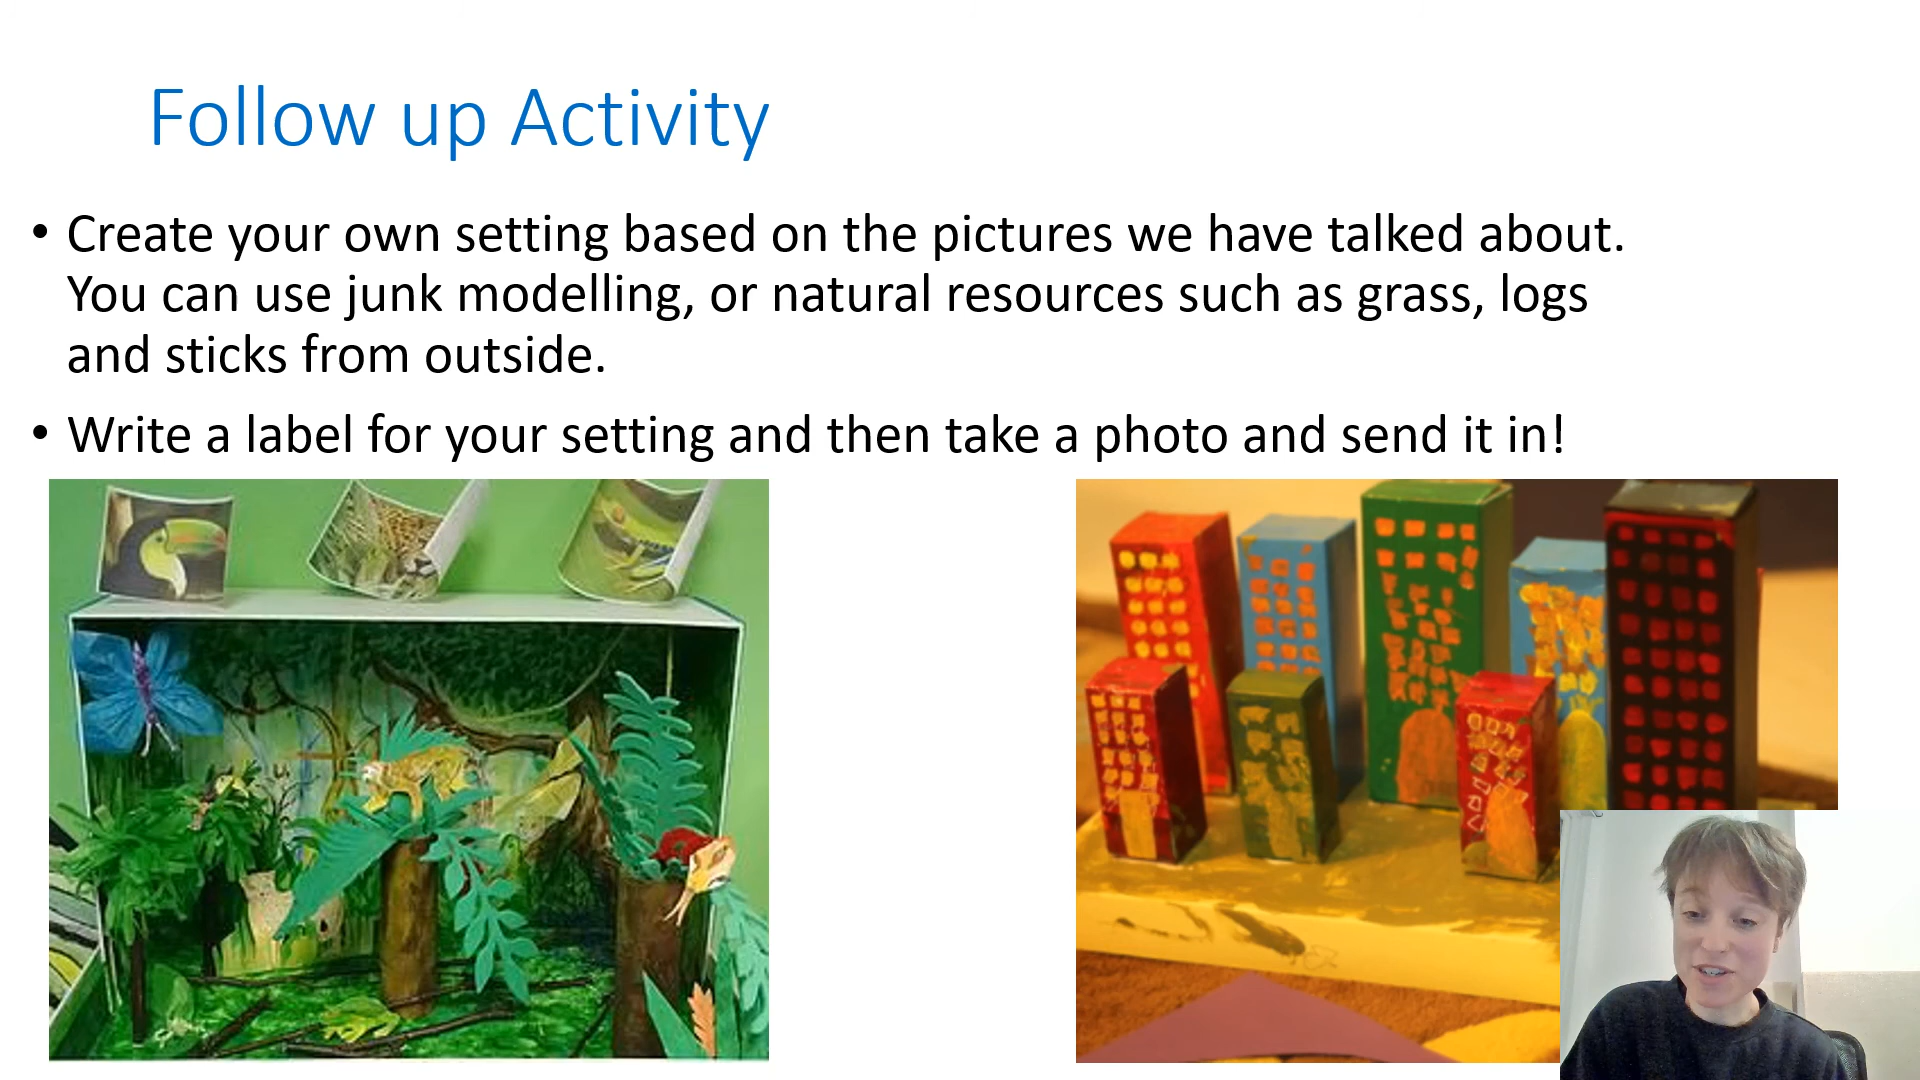 Follow up Activity
• Create your own setting based on the pictures we have talked about.
You can use junk modelling, or natural resources such as grass, logs
and sticks from outside.
• Write a label for your setting and then take a photo and send it in!